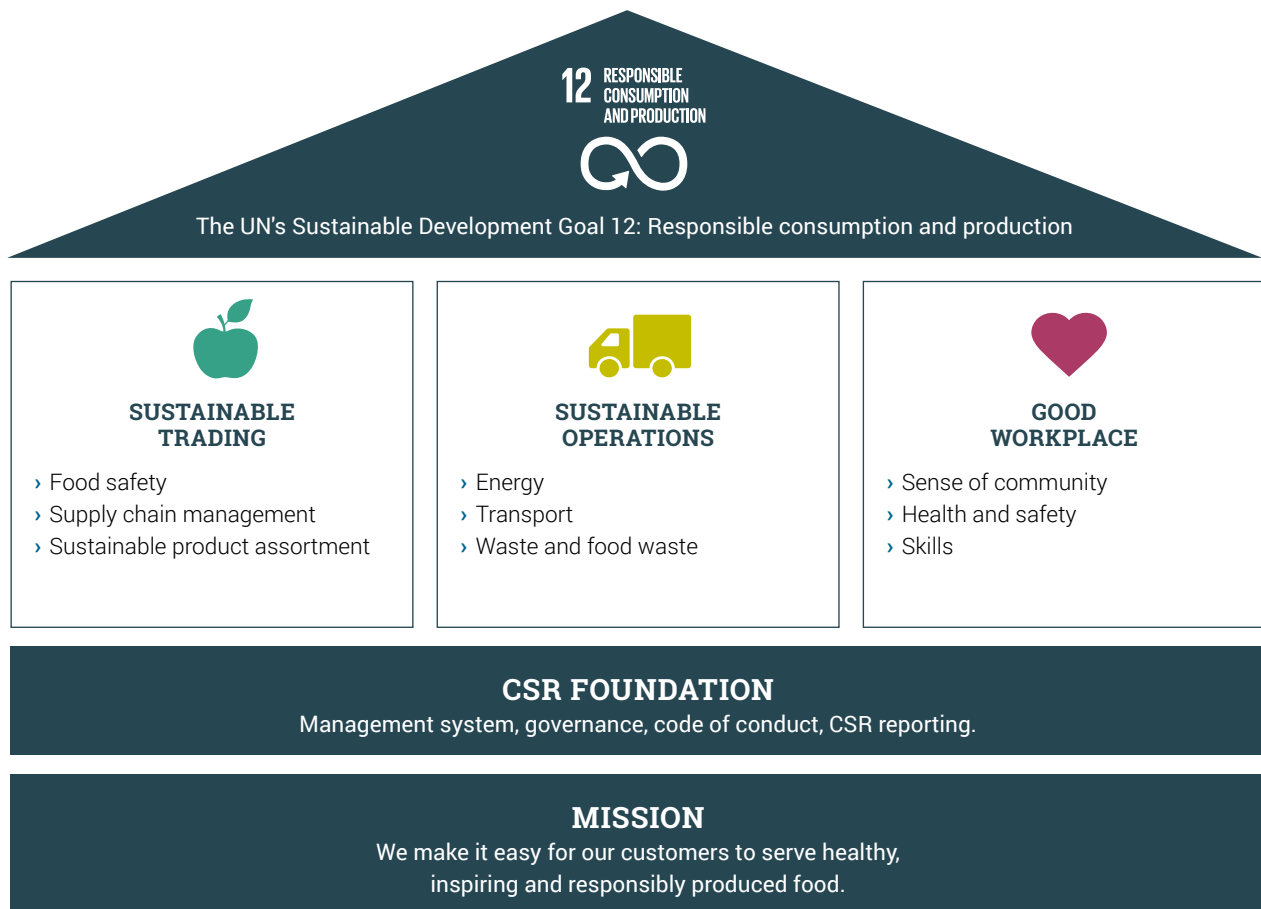 12 RESPONSIBLE
CONSUMPTION
AND PRODUCTION
The UN's Sustainable Development Goal 12: Responsible consumption and production
SUSTAINABLE
TRADING
› Food safety
› Supply chain management
› Sustainable product assortment
SUSTAINABLE
OPERATIONS
› Energy
› Transport
› Waste and food waste
GOOD
WORKPLACE
› Sense of community
› Health and safety
› Skills
CSR FOUNDATION
Management system, governance, code of conduct, CSR reporting.
MISSION
We make it easy for our customers to serve healthy,
inspiring and responsibly produced food.